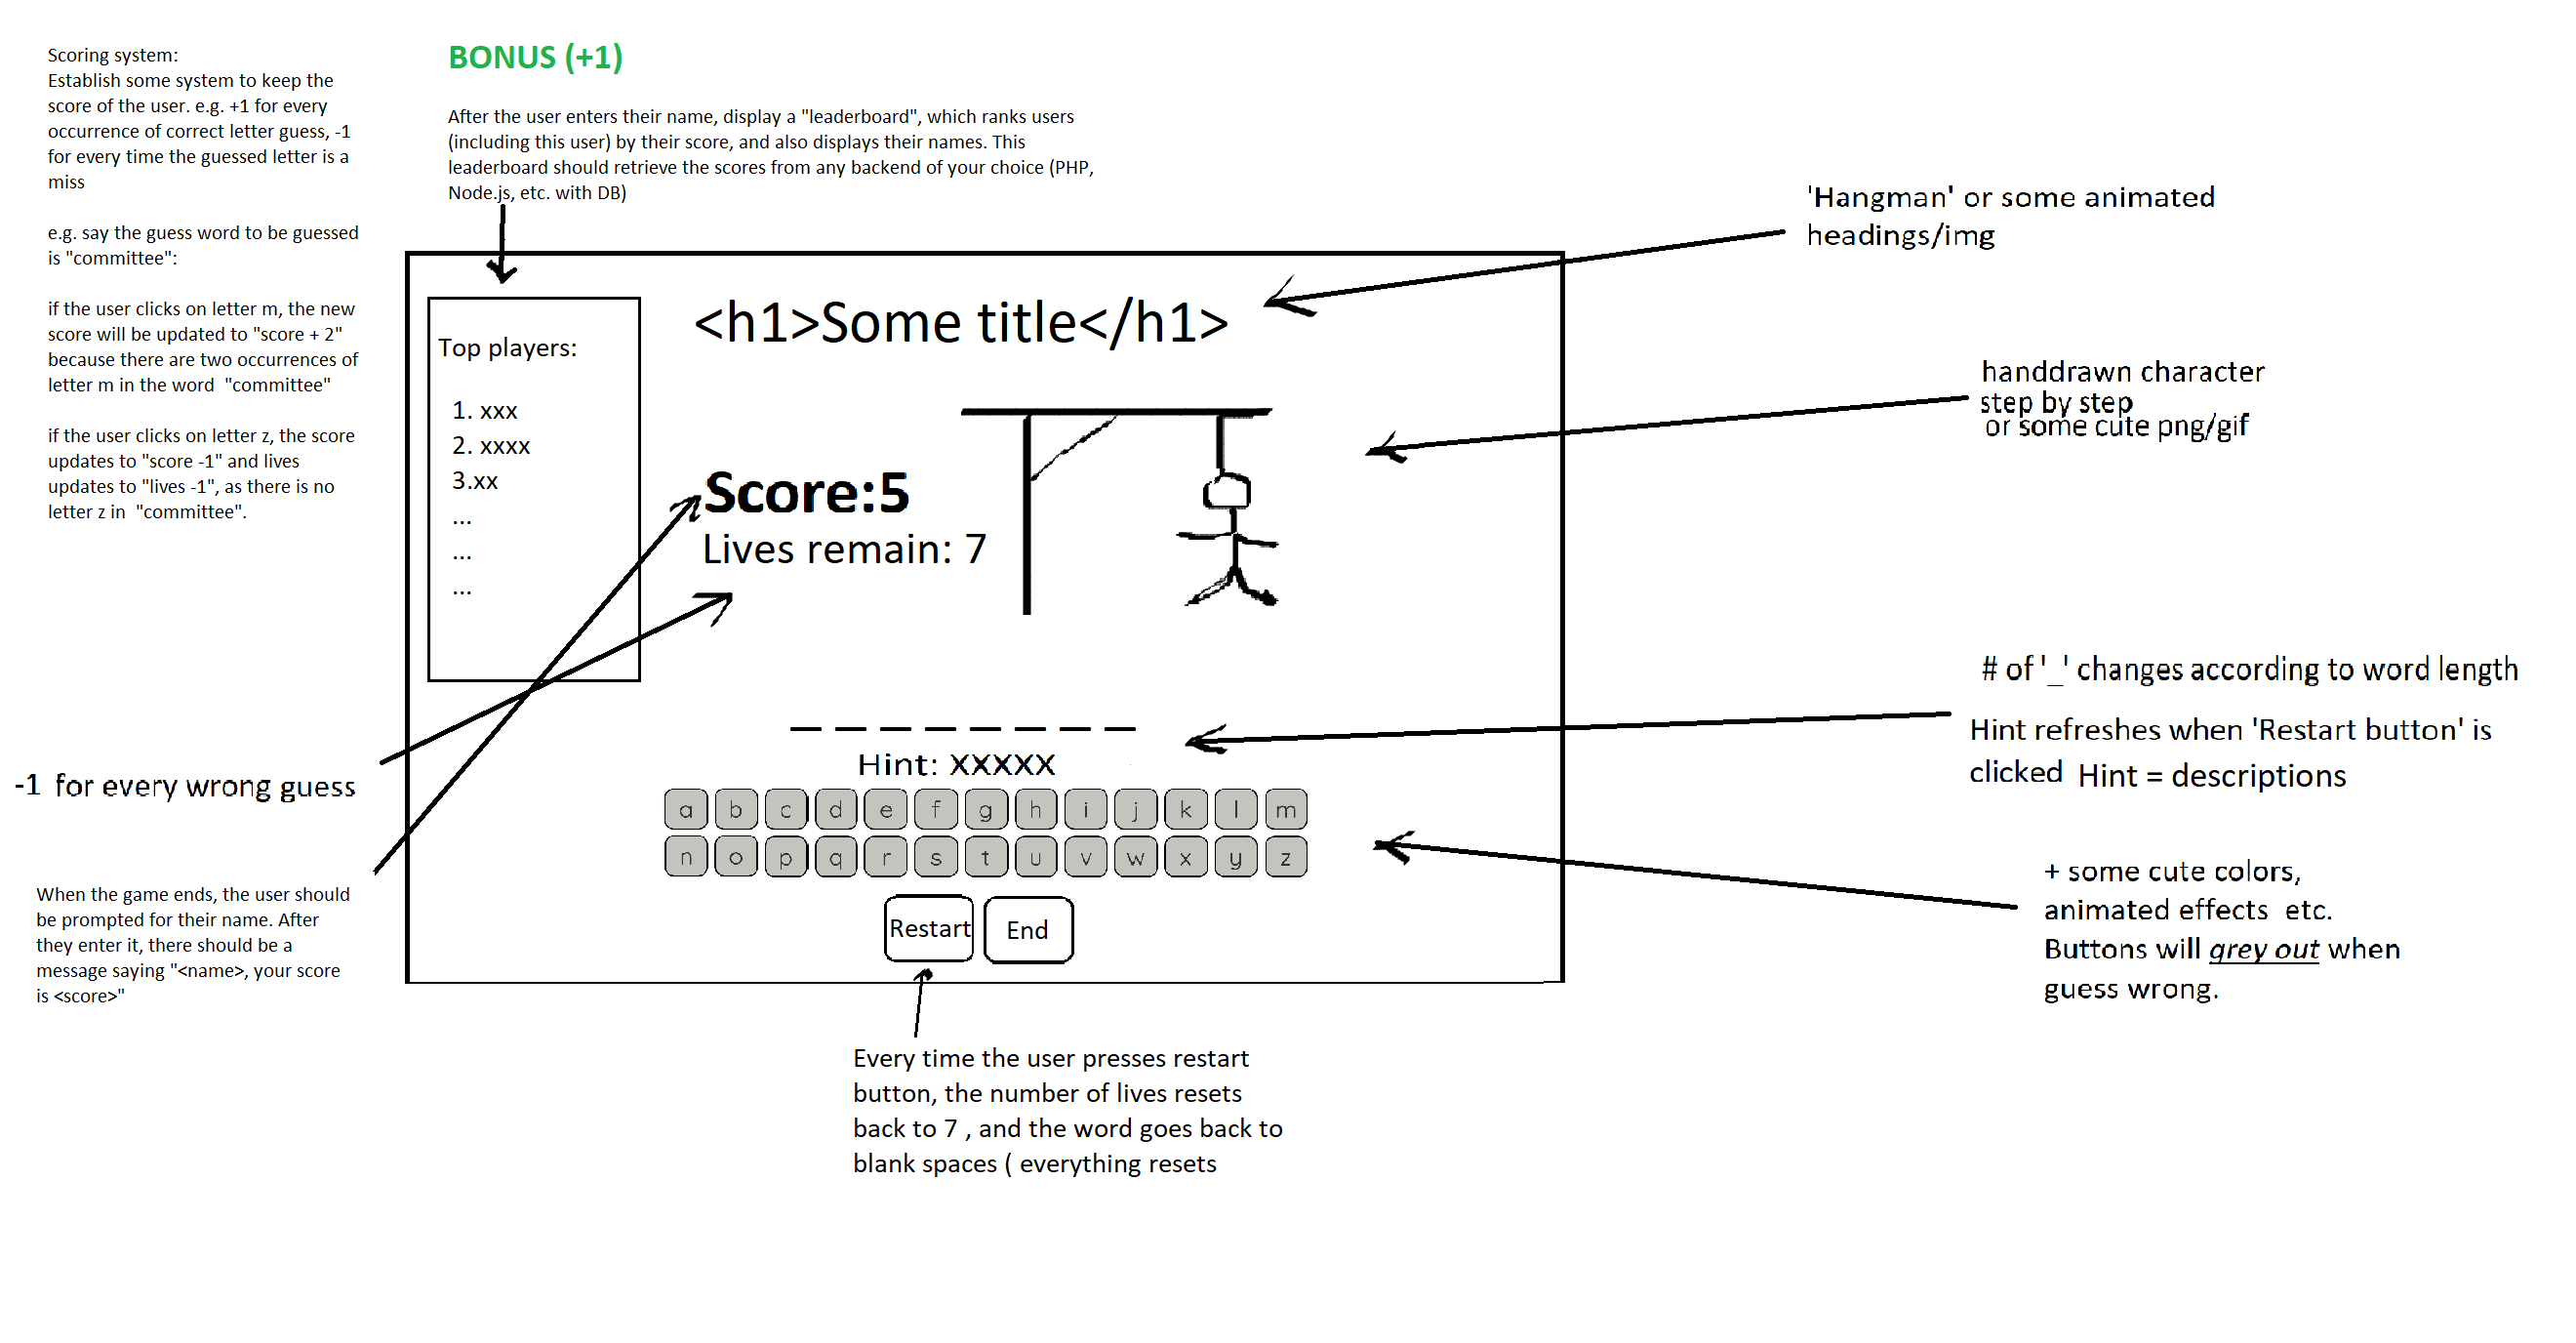 Scoring system:
Establish some system to keep the
score of the user. e.g. +1 for every
occurrence of correct letter guess, -1
for every time the guessed letter is a
miss
e.g. say the guess word to be guessed
is "committee":
if the user clicks on letter m, the new
score will be updated to "score + 2"
because there are two occurrences of
letter m in the word  "committee"
if the user clicks on letter z, the score
updates to "score -1" and lives
updates to "lives -1", as there is no
letter z in  "committee".
BONUS (+1)
After the user enters their name, display a "leaderboard", which ranks users
(including this user) by their score, and also displays their names. This
leaderboard should retrieve the scores from any backend of your choice (PHP,
Node.js, etc. with DB)
'Hangman' or some animated
headings/img
<h1>Some title</h1>
Top players:
1. xxx
2. xxxx
3.xx
...
...
...
handdrawn character
step by step
or some cute png/gif
Score:5
Lives remain: 7
# of '_' changes according to word length
Hint refreshes when 'Restart button' is
clicked  Hint = descriptions
_ _ _ _ _ _ _ _
Hint: XXXXX
-1 for every wrong guess
a b c d e f g h i j k l m
n o p q r s t u v w x y z
+ some cute colors,
animated effects  etc.
Buttons will grey out when
guess wrong.
When the game ends, the user should
be prompted for their name. After
they enter it, there should be a
message saying "<name>, your score
is <score>"
Restart End
Every time the user presses restart
button, the number of lives resets
back to 7 , and the word goes back to
blank spaces ( everything resets